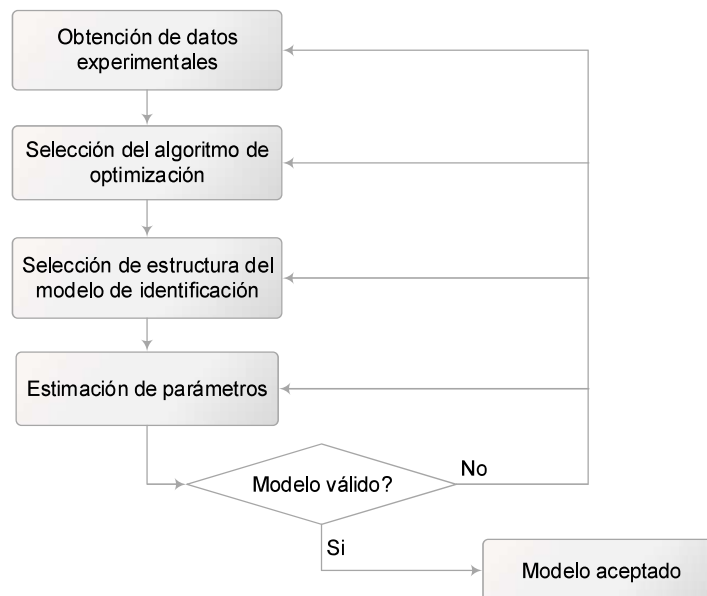 Obtención de datos
experimentales
Selección del algoritmo de
optimización
Selección de estructura del
modelo de identificación
Estimación de parámetros
Modelo válido?
No
Si
Modelo aceptado